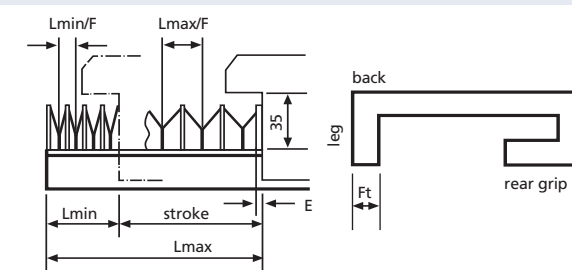 Lmin/F
Lmax/F
35
Lmin
stroke
E
Lmax
back
leg
Ft
rear grip